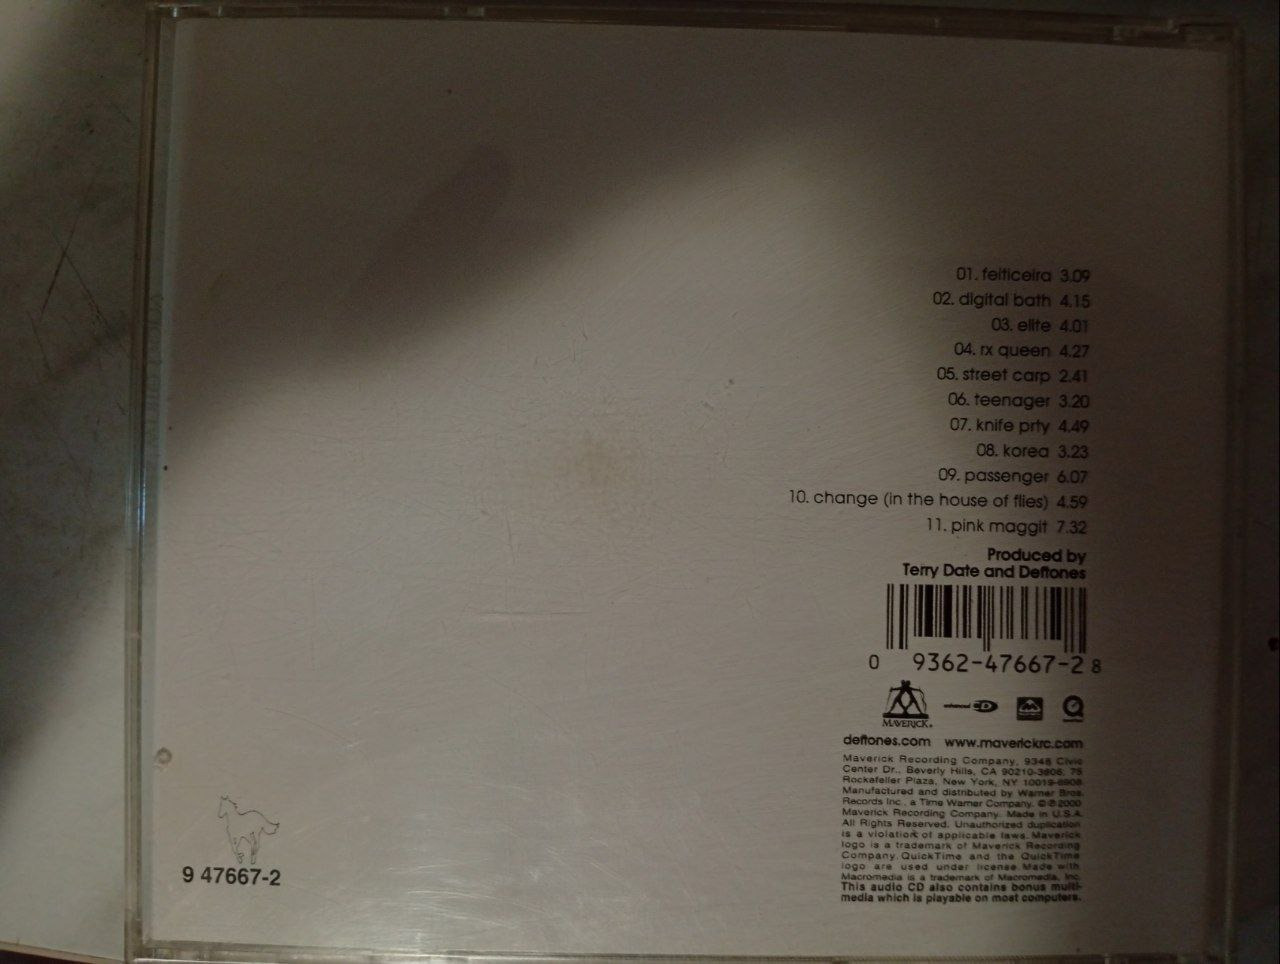 01. feiticeira 3.09
02. digital bath 4.15
03. elite 4.01
04. rx queen 4.27
05. street carp 2.41
06. teenager 3.20
07. knife prty 4.49
08. korea 3.23
09. passenger 6.07
10. change (in the house of flies) 4.59
11. pink maggit 7.32
Produced by
Terry Date and Deftones
0 9362-47667-2 8
MAVERICK
enhanced CD
deftones.com www.maverickrc.com
Maverick Recording Company, 9348 Civic
Center Dr., Beverly Hills, CA 90210-3606, 75
Rockefeller Plaza, New York, NY 10019-6908
Manufactured and distributed by Warner Bros.
Records Inc., a Time Warner Company. ©℗2000
Maverick Recording Company. Made in U.S.A.
All Rights Reserved. Unauthorized duplication
is a violation of applicable laws. Maverick
logo is a trademark of Maverick Recording
Company. QuickTime and the QuickTime
logo are used under license. Made with
Macromedia is a trademark of Macromedia, Inc.
This audio CD also contains bonus multi-
media which is playable on most computers.
9 47667-2